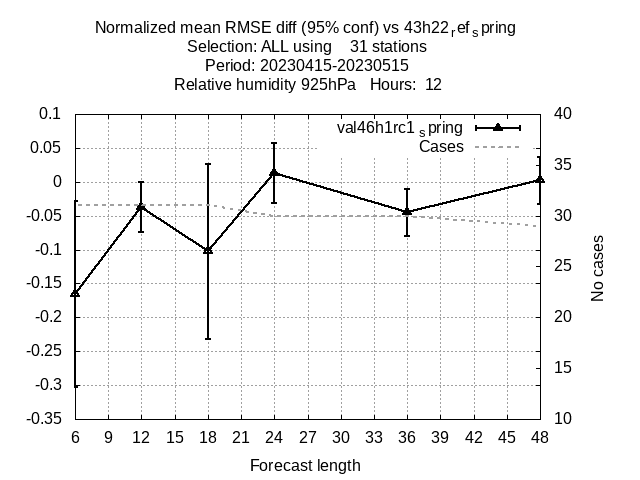 Normalized mean RMSE diff (95% conf) vs 43h22refspring
Selection: ALL using 31 stations
Period: 20230415-20230515
Relative humidity 925hPa Hours: 12
val46h1rc1spring
Cases
0.1
0.05
0
-0.05
-0.1
-0.15
-0.2
-0.25
-0.3
-0.35
40
35
30
25
20
15
10
No cases
6 9 12 15 18 21 24 27 30 33 36 39 42 45 48
Forecast length